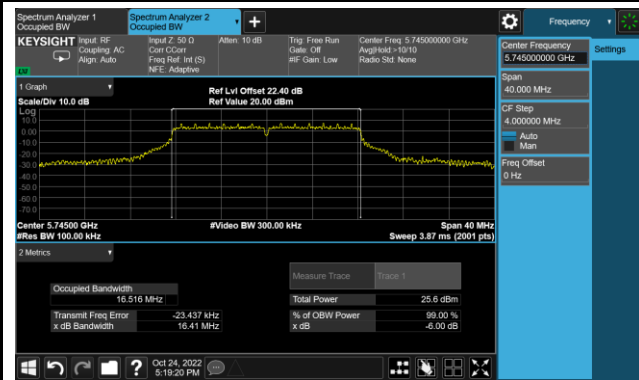 Spectrum Analyzer 1
Occupied BW
Spectrum Analyzer 2
Occupied BW
Frequency
KEYSIGHT
Input: RF
Coupling: AC
Align: Auto
Input Z: 50 Ω
Corr CCorr
Freq Ref: Int (S)
NFE: Adaptive
Atten: 10 dB
Trig: Free Run
Gate: Off
#IF Gain: Low
Center Freq: 5.745000000 GHz
Avg|Hold:>10/10
Radio Std: None
Center Frequency
5.745000000 GHz
Settings
Span
40.000 MHz
CF Step
4.000000 MHz
Auto
Man
Freq Offset
0 Hz
1 Graph
Scale/Div 10.0 dB
Ref Lvl Offset 22.40 dB
Ref Value 20.00 dBm
Log
10.0
0.00
-10.0
-20.0
-30.0
-40.0
-50.0
-60.0
-70.0
Center 5.74500 GHz
#Res BW 100.00 kHz
#Video BW 300.00 kHz
Span 40 MHz
Sweep 3.87 ms (2001 pts)
2 Metrics
Measure Trace
Trace 1
Occupied Bandwidth
16.516 MHz
Total Power
25.6 dBm
Transmit Freq Error
-23.437 kHz
% of OBW Power
99.00 %
x dB Bandwidth
16.41 MHz
x dB
-6.00 dB
Oct 24, 2022
5:19:20 PM